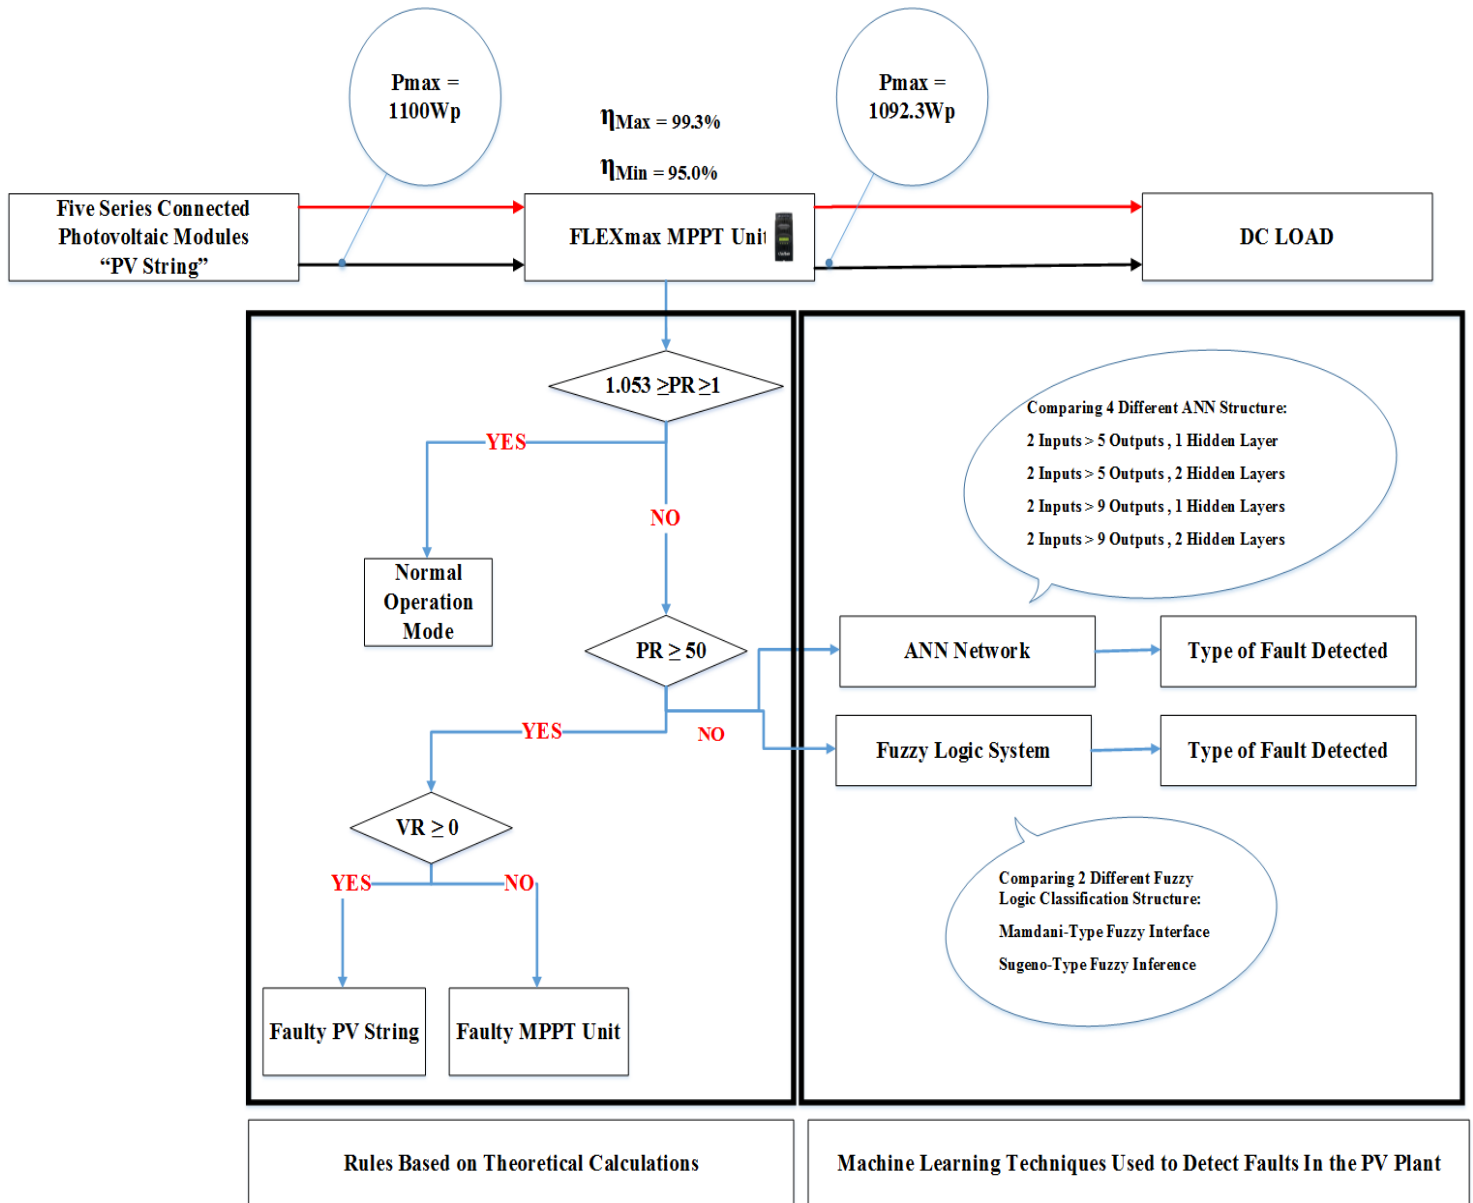 Pmax =
1100Wp
ηMax = 99.3%
ηMin = 95.0%
Pmax =
1092.3Wp
Five Series Connected
Photovoltaic Modules
“PV String”
FLEXmax MPPT Unit
DC LOAD
1.053 ≥PR ≥1
YES
NO
Normal
Operation
Mode
PR ≥ 50
YES
NO
VR ≥ 0
YES
NO
Faulty PV String
Faulty MPPT Unit
Comparing 4 Different ANN Structure:
2 Inputs > 5 Outputs , 1 Hidden Layer
2 Inputs > 5 Outputs , 2 Hidden Layers
2 Inputs > 9 Outputs , 1 Hidden Layers
2 Inputs > 9 Outputs , 2 Hidden Layers
ANN Network
Type of Fault Detected
Fuzzy Logic System
Type of Fault Detected
Comparing 2 Different Fuzzy
Logic Classification Structure:
Mamdani-Type Fuzzy Interface
Sugeno-Type Fuzzy Inference
Rules Based on Theoretical Calculations
Machine Learning Techniques Used to Detect Faults In the PV Plant